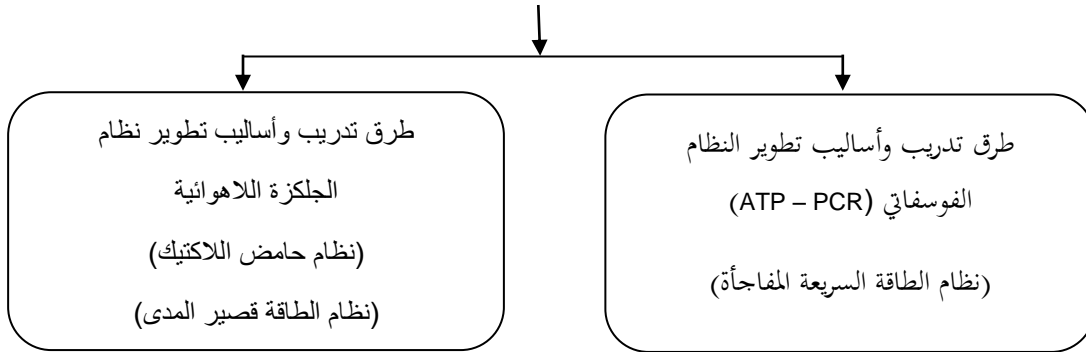 طرق تدريب وأساليب تطوير النظام
الفوسفاتي (ATP – PCR)
(نظام الطاقة السريعة المفاجأة)
طرق تدريب وأساليب تطوير نظام
الجلكزة اللاهوائية
(نظام حامض اللاكتيك)
(نظام الطاقة قصير المدى)